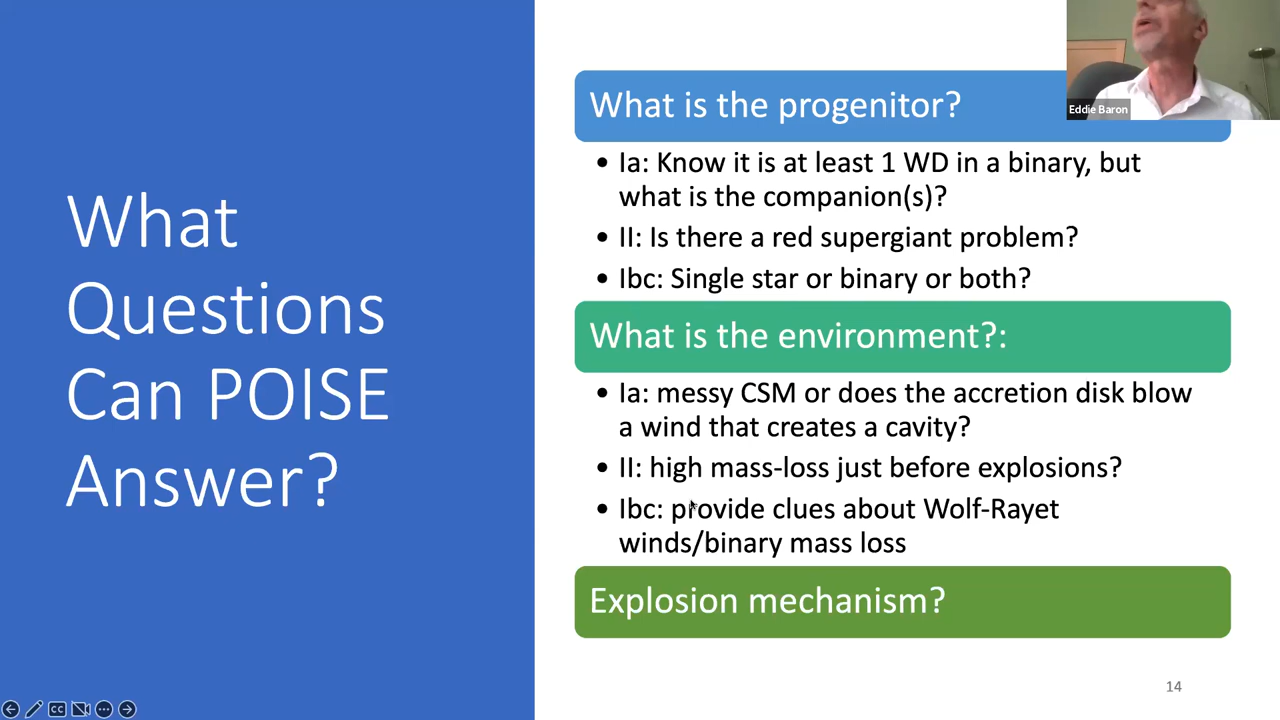 What
Questions
Can POISE
Answer?
What is the progenitor?
• Ia: Know it is at least 1 WD in a binary, but
what is the companion(s)?
• II: Is there a red supergiant problem?
• Ibc: Single star or binary or both?
What is the environment?:
• Ia: messy CSM or does the accretion disk blow
a wind that creates a cavity?
• II: high mass-loss just before explosions?
• Ibc: provide clues about Wolf-Rayet
winds/binary mass loss
Explosion mechanism?
14
Eddie Baron
CC